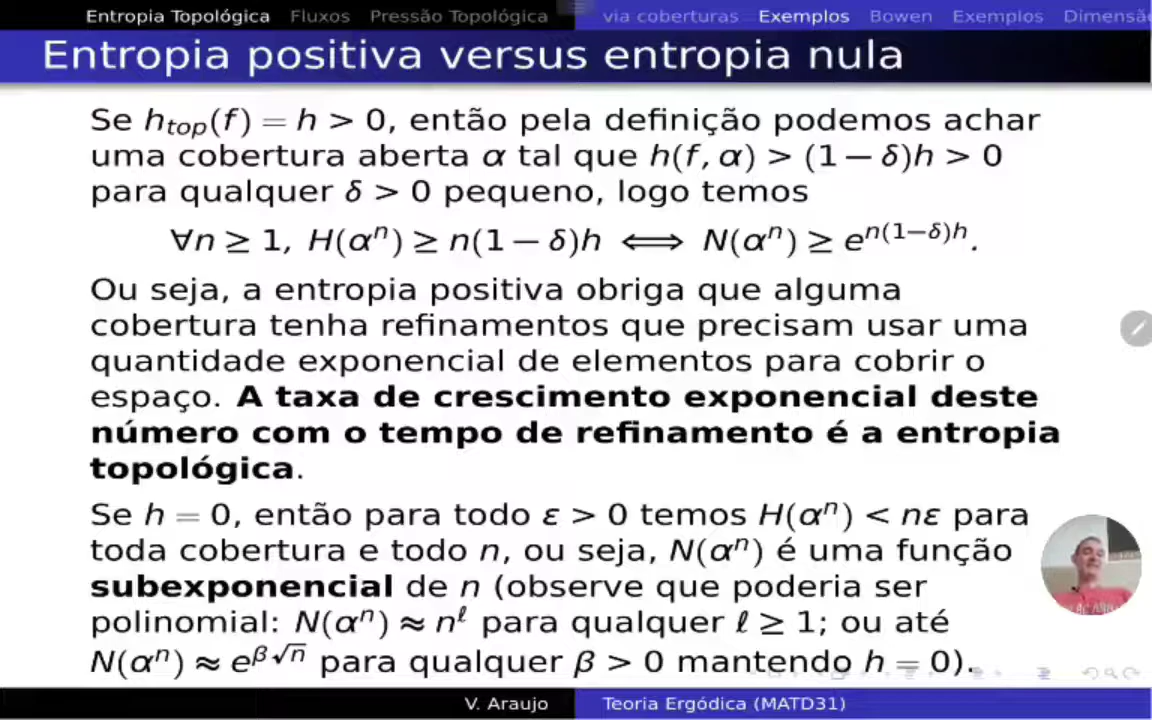 Entropia Topológica Fluxos Pressão Topológica via coberturas Exemplos Bowen Exemplos Dimensão
Entropia positiva versus entropia nula
Se h_{top}(f) = h > 0, então pela definição podemos achar
uma cobertura aberta α tal que h(f, α) > (1 − δ)h > 0
para qualquer δ > 0 pequeno, logo temos
∀n ≥ 1, H(α^n) ≥ n(1 − δ)h ⟺ N(α^n) ≥ e^{n(1−δ)h}.
Ou seja, a entropia positiva obriga que alguma
cobertura tenha refinamentos que precisam usar uma
quantidade exponencial de elementos para cobrir o
espaço. A taxa de crescimento exponencial deste
número com o tempo de refinamento é a entropia
topológica.
Se h = 0, então para todo ε > 0 temos H(α^n) < nε para
toda cobertura e todo n, ou seja, N(α^n) é uma função
subexponencial de n (observe que poderia ser
polinomial: N(α^n) ≈ n^ℓ para qualquer ℓ ≥ 1; ou até
N(α^n) ≈ e^{β√n} para qualquer β > 0 mantendo h = 0).
V. Araujo Teoria Ergódica (MATD31)